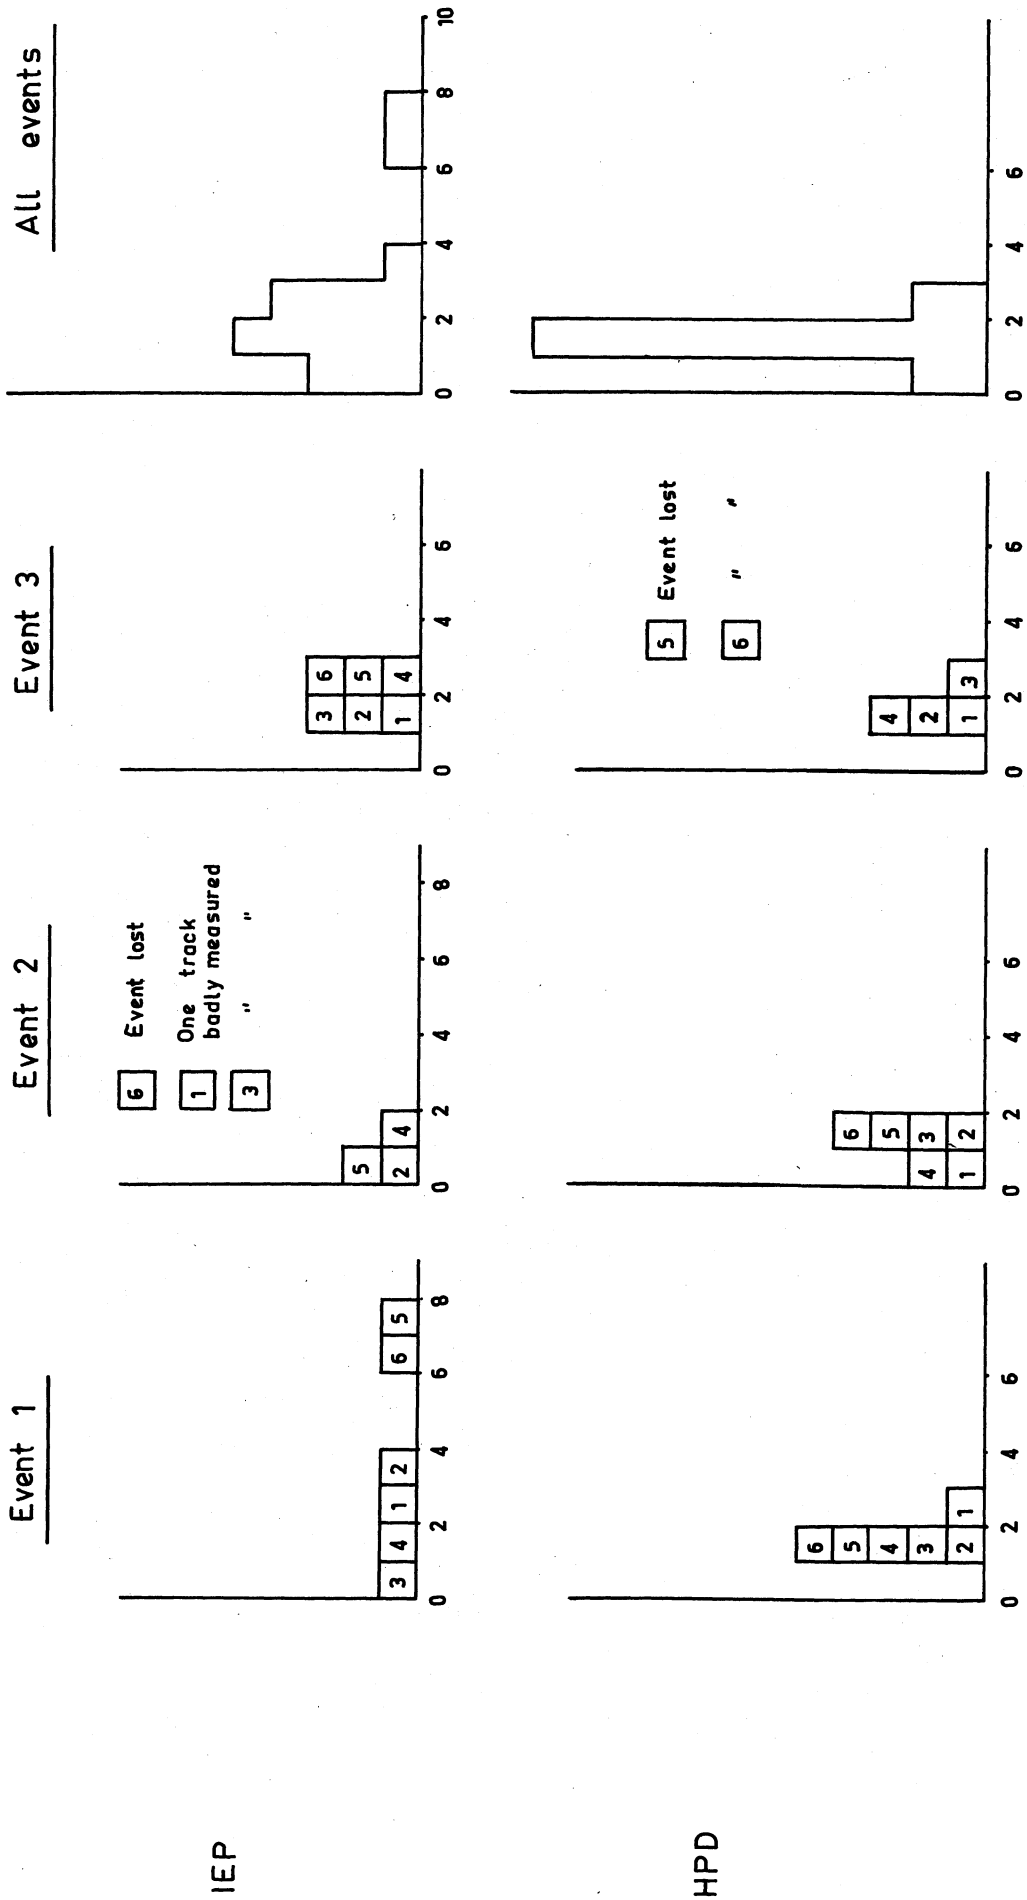 Event 1
Event 2
Event 3
All events
IEP
3 4 1 2 6 5
0 2 4 6 8
6 Event lost
1 One track
badly measured
3 " "
5
2 4
0 2 4 6 8
3 6
2 5
1 4
0 2 4 6
0 2 4 6 8 10
HPD
6
5
4
3
2 1
0 2 4 6
6
5
4 3
1 2
0 2 4 6
5 Event lost
6 " "
4
2
1 3
0 2 4 6
0 2 4 6